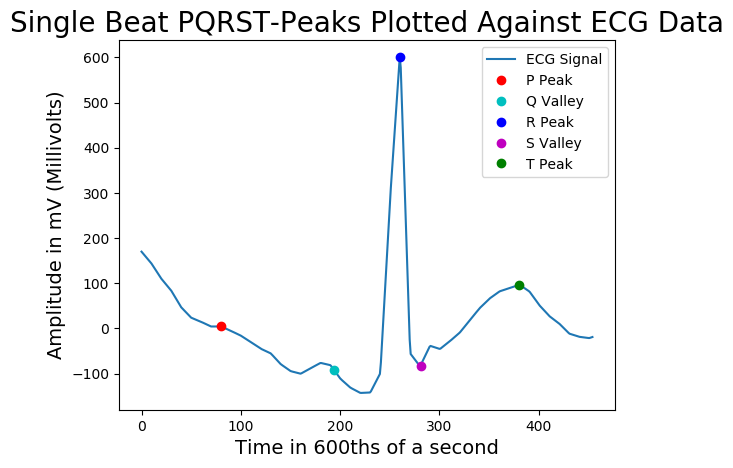 Single Beat PQRST-Peaks Plotted Against ECG Data
600
500
400
300
200
100
0
−100
Amplitude in mV (Millivolts)
ECG Signal
P Peak
Q Valley
R Peak
S Valley
T Peak
0 100 200 300 400
Time in 600ths of a second